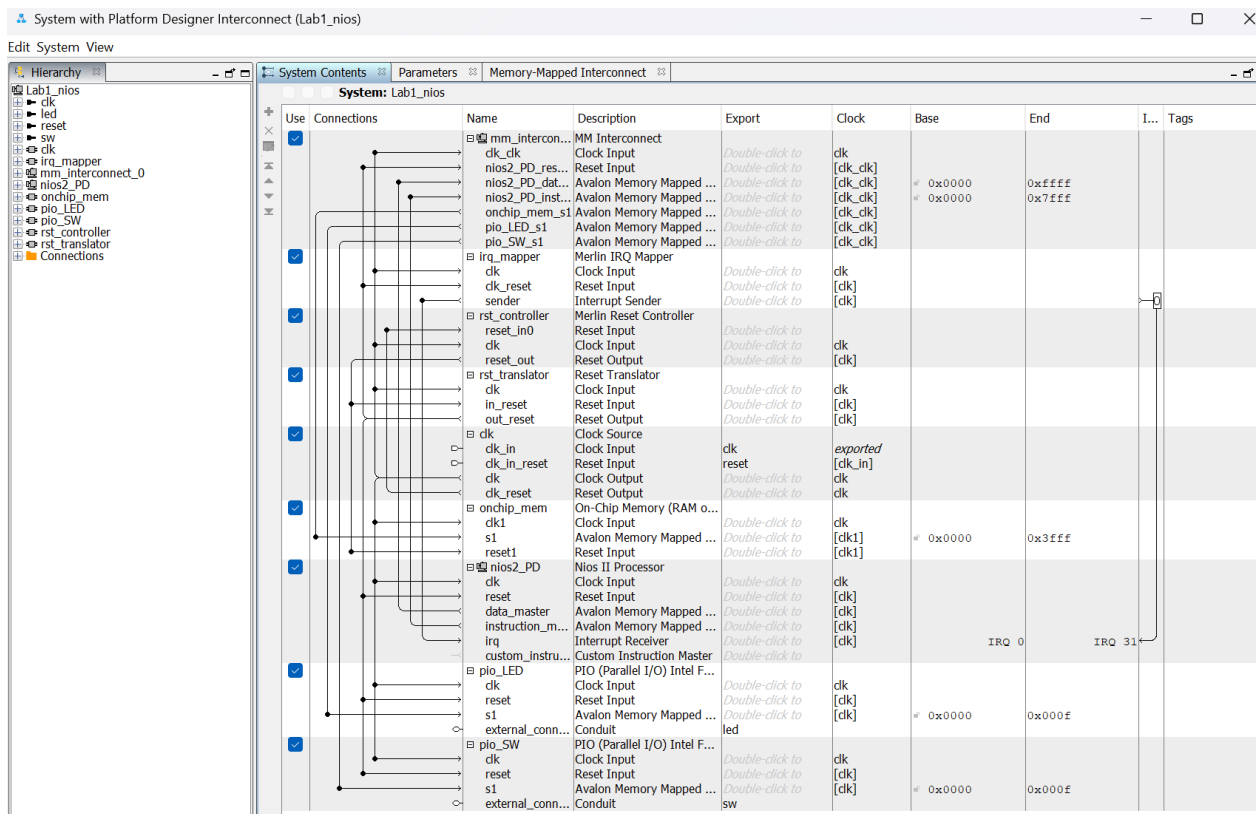 System with Platform Designer Interconnect (Lab1_nios)
Edit System View
Hierarchy
Lab1_nios
clk
led
reset
sw
clk
irq_mapper
mm_interconnect_0
nios2_PD
onchip_mem
pio_LED
pio_SW
rst_controller
rst_translator
Connections
System Contents Parameters Memory-Mapped Interconnect
System: Lab1_nios
Use Connections Name Description Export Clock Base End I... Tags
mm_intercon... MM Interconnect
clk_clk Clock Input Double-click to clk
nios2_PD_res... Reset Input Double-click to [clk_clk]
nios2_PD_dat... Avalon Memory Mapped ... Double-click to [clk_clk] 0x0000 0xffff
nios2_PD_inst... Avalon Memory Mapped ... Double-click to [clk_clk] 0x0000 0x7fff
onchip_mem_s1 Avalon Memory Mapped ... Double-click to [clk_clk]
pio_LED_s1 Avalon Memory Mapped ... Double-click to [clk_clk]
pio_SW_s1 Avalon Memory Mapped ... Double-click to [clk_clk]
irq_mapper Merlin IRQ Mapper
clk Clock Input Double-click to clk
clk_reset Reset Input Double-click to [clk]
sender Interrupt Sender Double-click to [clk] 0
rst_controller Merlin Reset Controller
reset_in0 Reset Input Double-click to
clk Clock Input Double-click to clk
reset_out Reset Output Double-click to [clk]
rst_translator Reset Translator
clk Clock Input Double-click to clk
in_reset Reset Input Double-click to [clk]
out_reset Reset Output Double-click to [clk]
clk Clock Source
clk_in Clock Input clk exported
clk_in_reset Reset Input reset [clk_in]
clk Clock Output Double-click to clk
clk_reset Reset Output Double-click to clk
onchip_mem On-Chip Memory (RAM o...
clk1 Clock Input Double-click to clk
s1 Avalon Memory Mapped ... Double-click to [clk1] 0x0000 0x3fff
reset1 Reset Input Double-click to [clk1]
nios2_PD Nios II Processor
clk Clock Input Double-click to clk
reset Reset Input Double-click to [clk]
data_master Avalon Memory Mapped ... Double-click to [clk]
instruction_m... Avalon Memory Mapped ... Double-click to [clk]
irq Interrupt Receiver Double-click to [clk] IRQ 0 IRQ 31
custom_instru... Custom Instruction Master Double-click to
pio_LED PIO (Parallel I/O) Intel F...
clk Clock Input Double-click to clk
reset Reset Input Double-click to [clk]
s1 Avalon Memory Mapped ... Double-click to [clk] 0x0000 0x000f
external_conn... Conduit led
pio_SW PIO (Parallel I/O) Intel F...
clk Clock Input Double-click to clk
reset Reset Input Double-click to [clk]
s1 Avalon Memory Mapped ... Double-click to [clk] 0x0000 0x000f
external_conn... Conduit sw